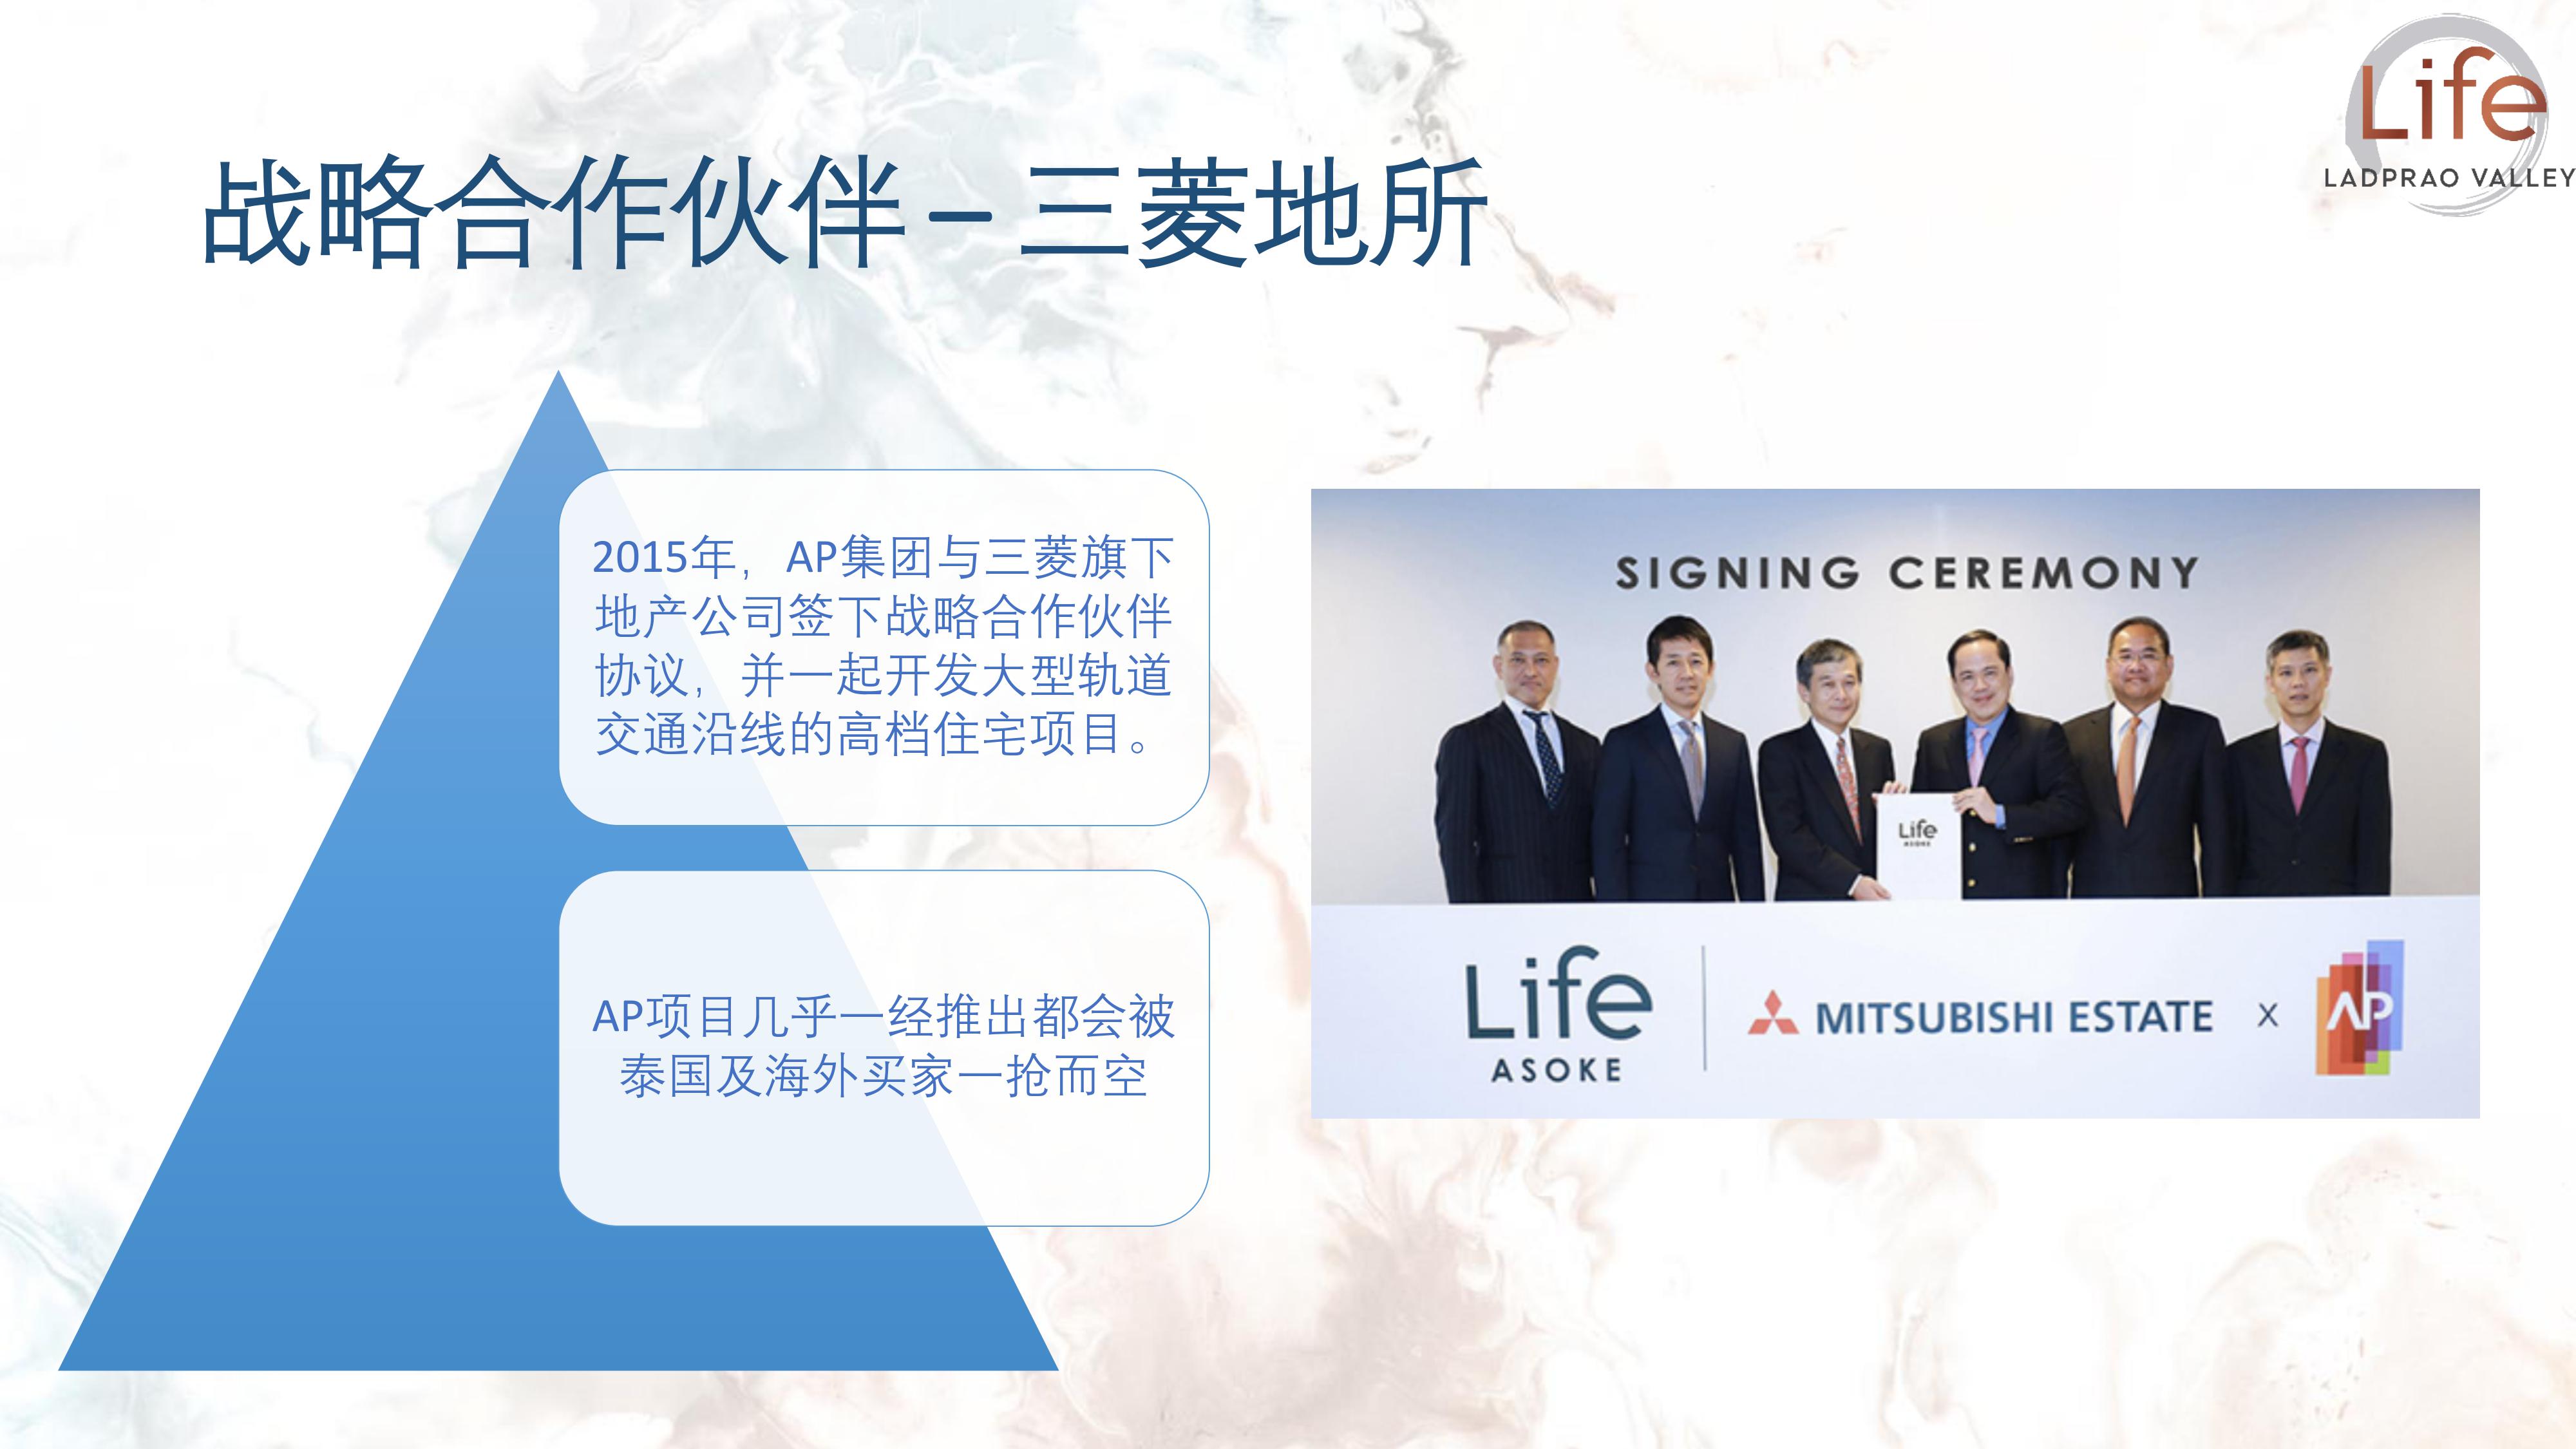 Life
LADPRAO VALLEY
战略合作伙伴 – 三菱地所
2015年，AP集团与三菱旗下
地产公司签下战略合作伙伴
协议，并一起开发大型轨道
交通沿线的高档住宅项目。
AP项目几乎一经推出都会被
泰国及海外买家一抢而空
SIGNING CEREMONY
Life
ASOKE
Life
ASOKE
MITSUBISHI ESTATE X AP